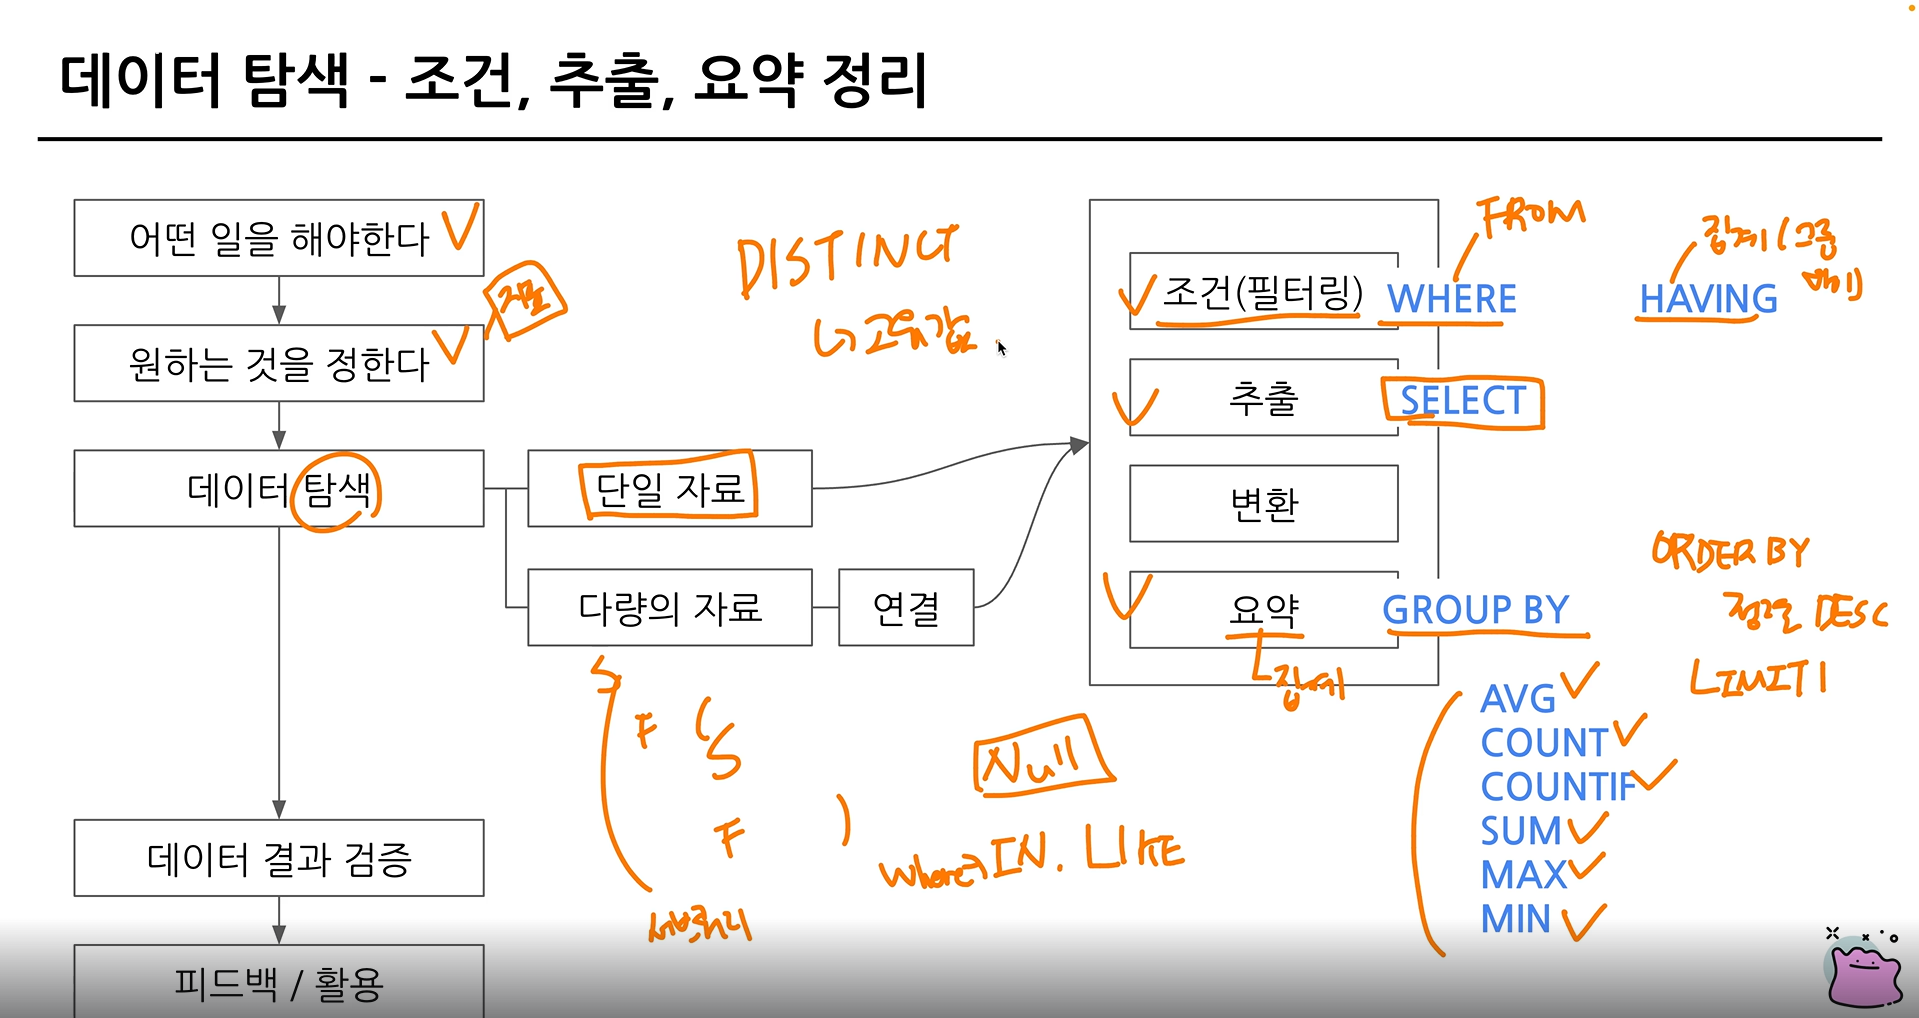 데이터 탐색 - 조건, 추출, 요약 정리
어떤 일을 해야한다
원하는 것을 정한다
지표
데이터 탐색
단일 자료
다량의 자료
연결
데이터 결과 검증
피드백 / 활용
DISTINCT
↳ 고유값
조건(필터링)
WHERE
FROM
HAVING
집계/그룹
추출
SELECT
변환
요약
GROUP BY
집계
ORDER BY
정렬 DESC
LIMIT 1
AVG
COUNT
COUNTIF
SUM
MAX
MIN
S
F (
S
F )
서브쿼리
Null
Where→IN. LIKE